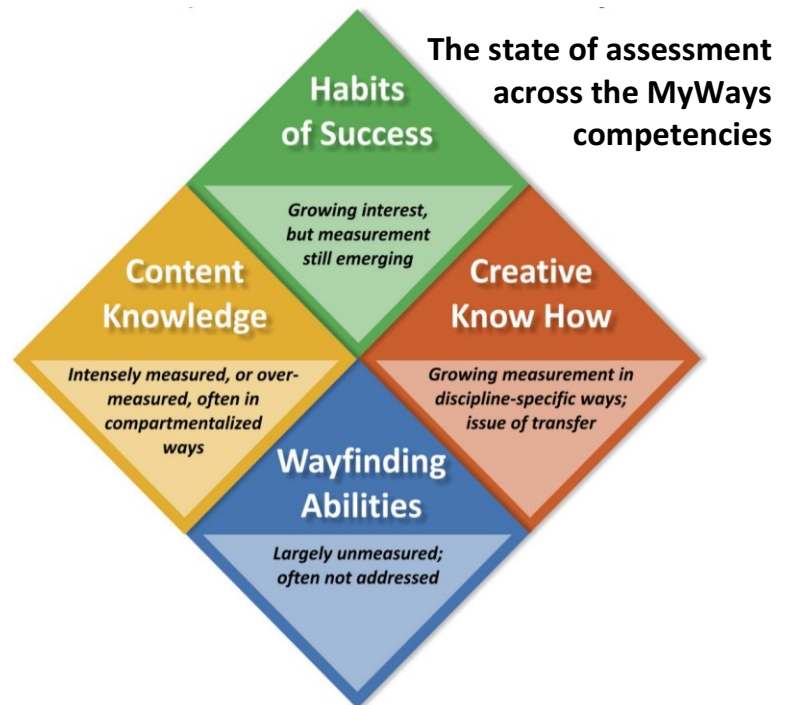 The state of assessment
across the MyWays
competencies
Habits
of Success
Growing interest,
but measurement
still emerging
Content
Knowledge
Intensely measured, or over-
measured, often in
compartmentalized
ways
Creative
Know How
Growing measurement in
discipline-specific ways;
issue of transfer
Wayfinding
Abilities
Largely unmeasured;
often not addressed